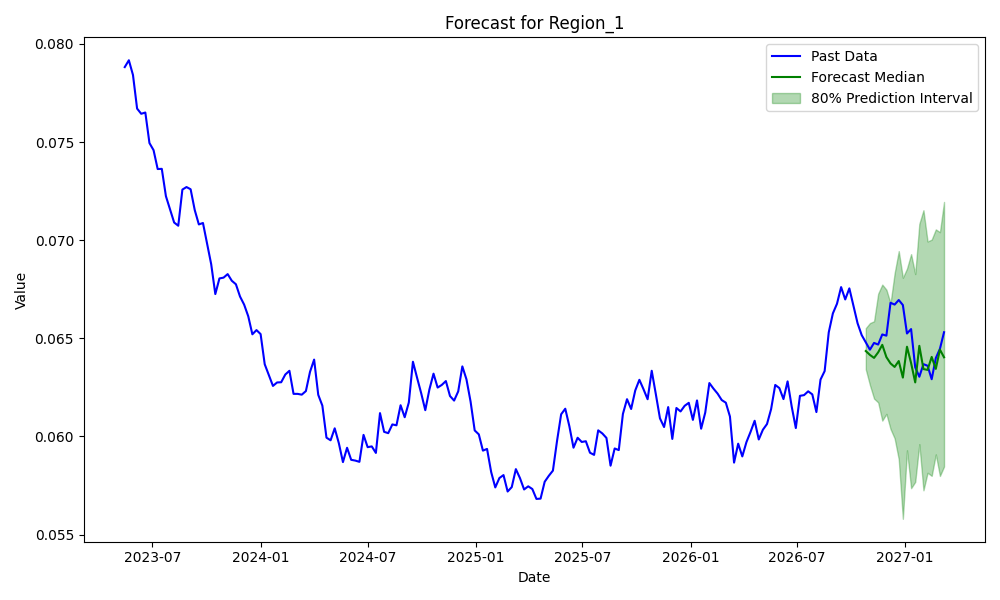 Forecast for Region_1
Past Data
Forecast Median
80% Prediction Interval
Value
0.080
0.075
0.070
0.065
0.060
0.055
2023-07
2024-01
2024-07
2025-01
2025-07
2026-01
2026-07
2027-01
Date